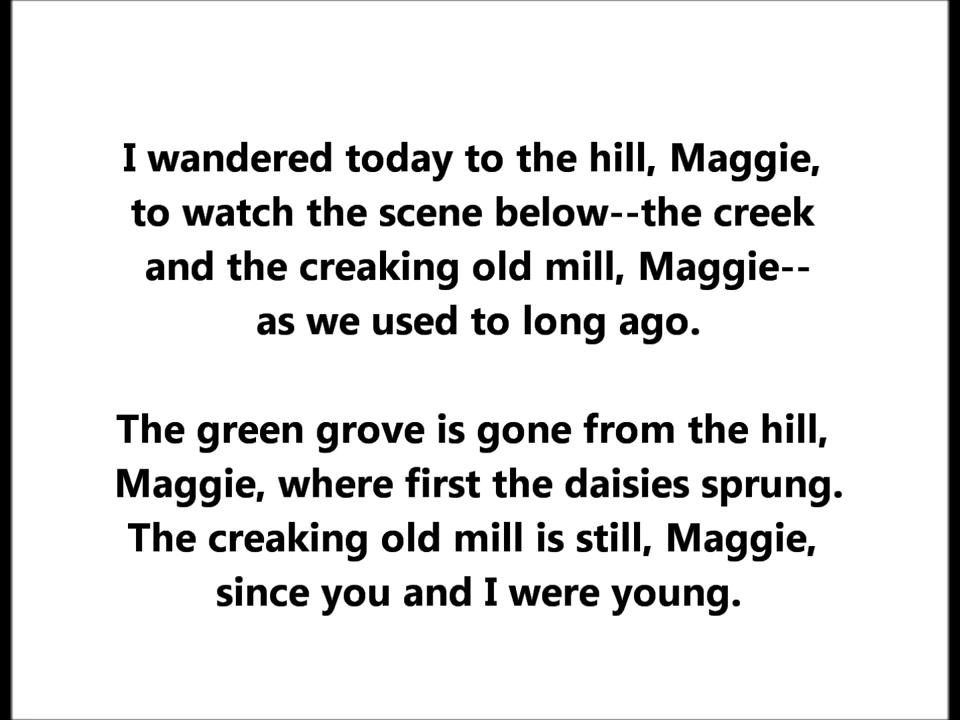 I wandered today to the hill, Maggie,
to watch the scene below--the creek
and the creaking old mill, Maggie--
as we used to long ago.
The green grove is gone from the hill,
Maggie, where first the daisies sprung.
The creaking old mill is still, Maggie,
since you and I were young.